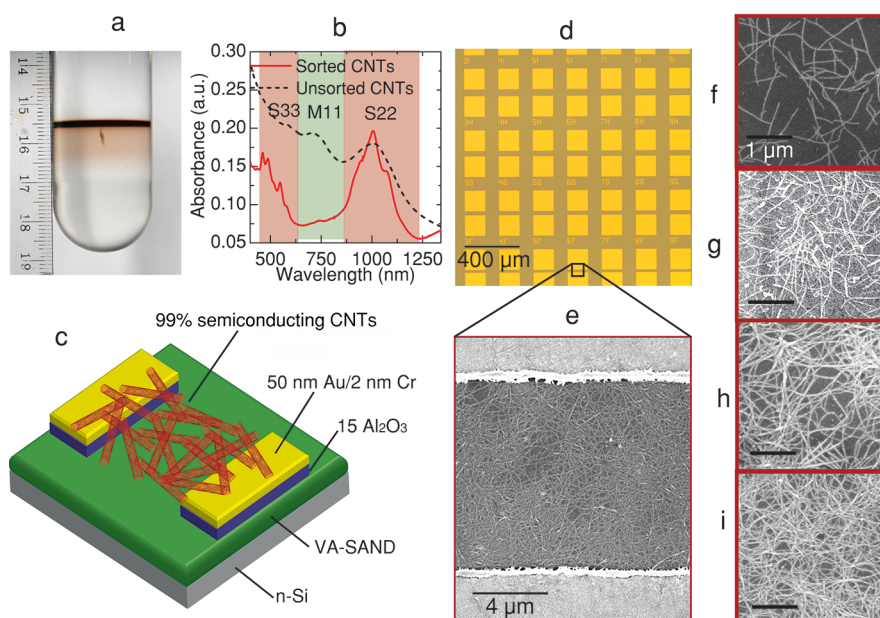 a
14
15
16
17
18
19
b
Absorbance (a.u.)
0.30
0.25
0.20
0.15
0.10
0.05
Sorted CNTs
Unsorted CNTs
S33
M11
S22
500
750
1000
1250
Wavelength (nm)
c
99% semiconducting CNTs
50 nm Au/2 nm Cr
15 Al₂O₃
VA-SAND
n-Si
d
400 µm
e
4 µm
f
1 µm
g
h
i